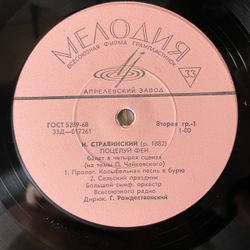 МЕЛОДИЯ
ВСЕСОЮЗНАЯ ФИРМА ГРАМПЛАСТИНОК
33
АПРЕЛЕВСКИЙ ЗАВОД
ГОСТ 5289-68
Вторая гр.-1
33Д—017261
1-00
И. СТРАВИНСКИЙ (р. 1882)
ПОЦЕЛУЙ ФЕИ
балет в четырех сценах
(на темы П. Чайковского)
1. Пролог. Колыбельная песнь в бурю
2. Сельский праздник
Большой симф. оркестр
Всесоюзного радио
Дириж. Г. Рождественский